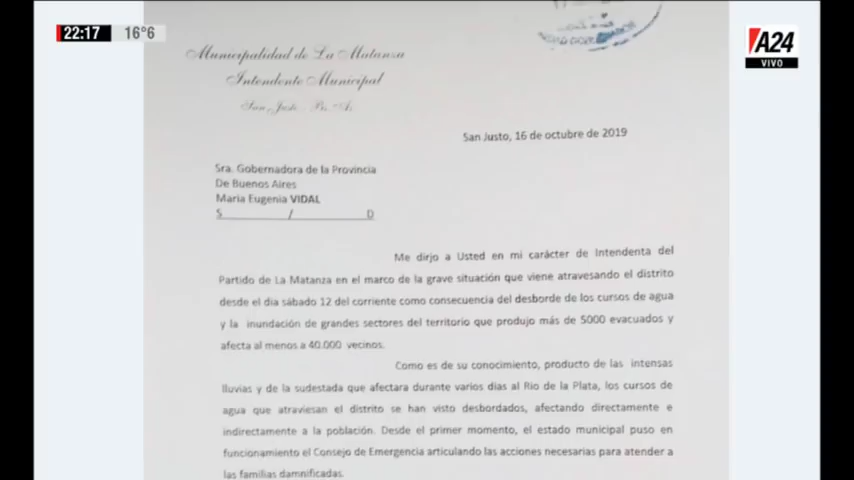 22:17 16°6
A24
VIVO
Municipalidad de La Matanza
Intendente Municipal
San Justo, Bs. As.
San Justo, 16 de octubre de 2019
Sra. Gobernadora de la Provincia
De Buenos Aires
Maria Eugenia VIDAL
S / D
Me dirjo a Usted en mi carácter de Intendenta del
Partido de La Matanza en el marco de la grave situación que viene atravesando el distrito
desde el día sábado 12 del corriente como consecuencia del desborde de los cursos de agua
y la inundación de grandes sectores del territorio que produjo más de 5000 evacuados y
afecta al menos a 40.000 vecinos.
Como es de su conocimiento, producto de las intensas
lluvias y de la sudestada que afectara durante varios días al Rio de la Plata, los cursos de
agua que atraviesan el distrito se han visto desbordados, afectando directamente e
indirectamente a la población. Desde el primer momento, el estado municipal puso en
funcionamiento el Consejo de Emergencia articulando las acciones necesarias para atender a
las familias damnificadas.